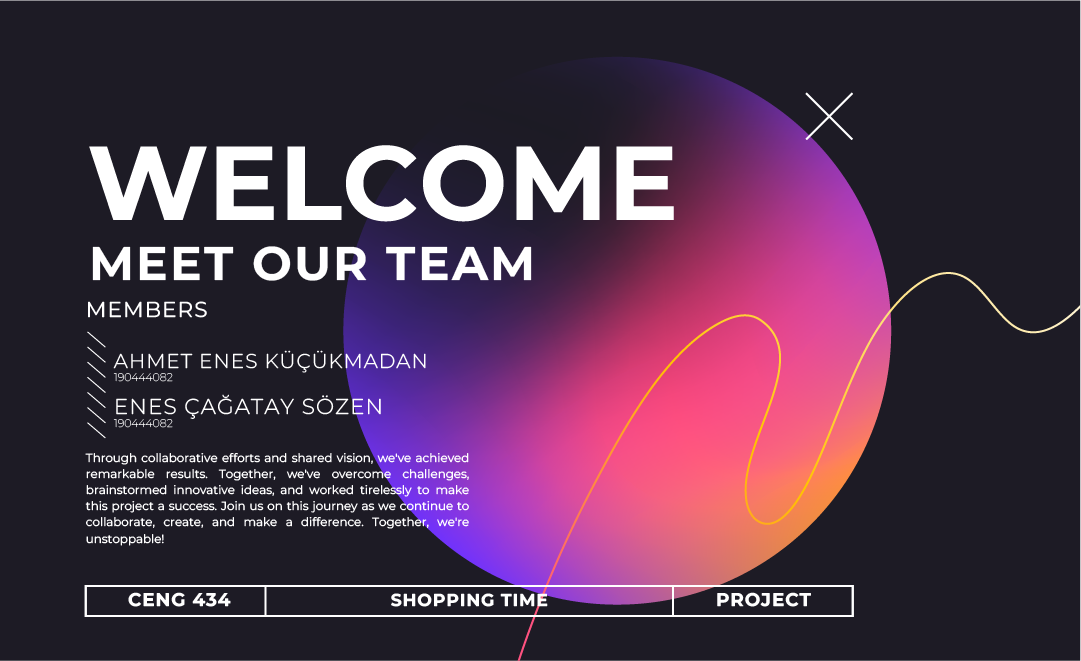 WELCOME
MEET OUR TEAM
MEMBERS
AHMET ENES KÜÇÜKMADAN
190444082
ENES ÇAĞATAY SÖZEN
190444082
Through collaborative efforts and shared vision, we've achieved
remarkable results. Together, we've overcome challenges,
brainstormed innovative ideas, and worked tirelessly to make
this project a success. Join us on this journey as we continue to
collaborate, create, and make a difference. Together, we're
unstoppable!
CENG 434 SHOPPING TIME PROJECT